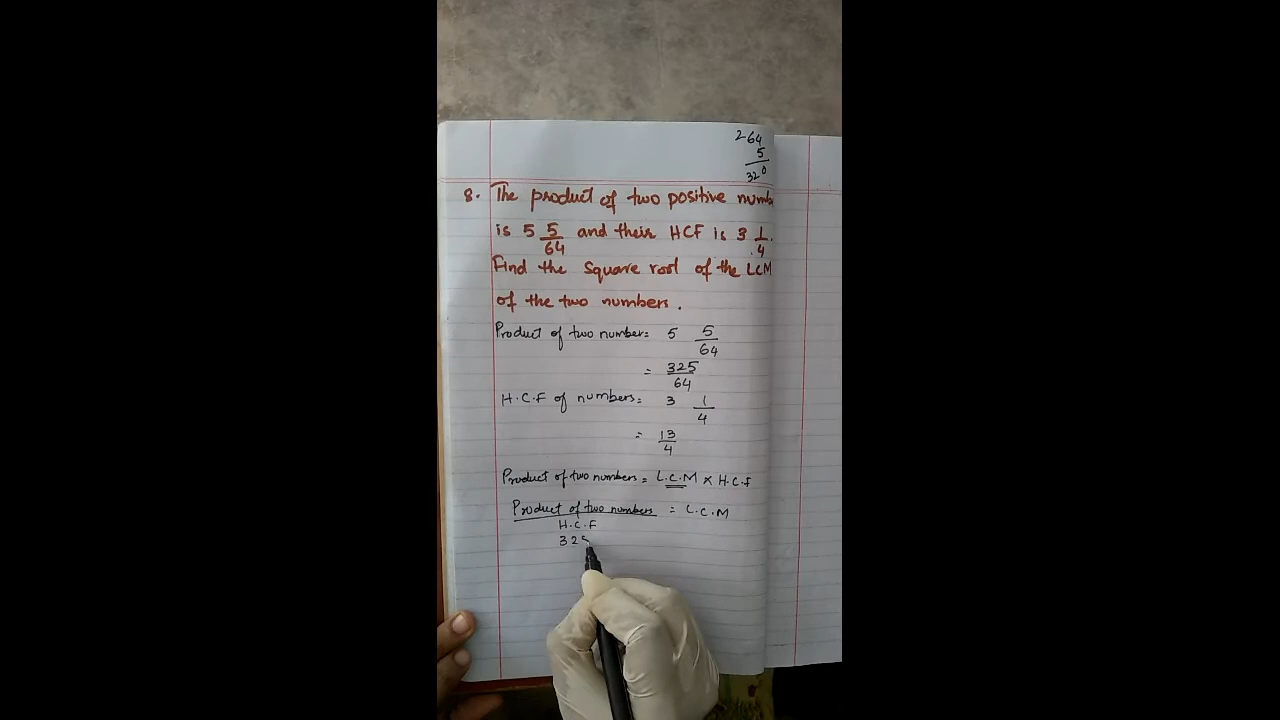 2 64
5
320
8. The product of two positive numb
is 5 5/64 and their HCF is 3 1/4.
Find the square root of the LCM
of the two numbers.
Product of two number= 5 5/64
= 325/64
H.C.F of numbers= 3 1/4
= 13/4
Product of two numbers = L.C.M x H.C.F
Product of two numbers = L.C.M
H.C.F
325